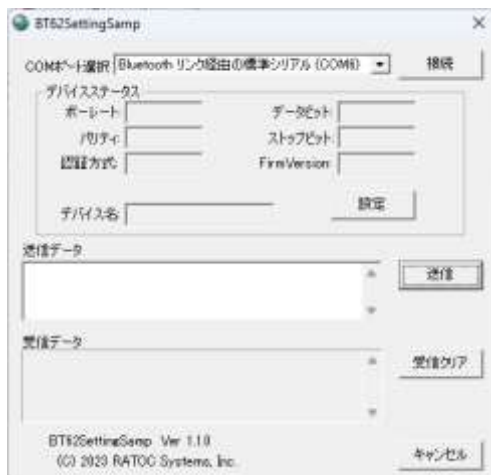 BT62SettingSamp
COMポート選択 Bluetooth リンク経由の標準シリアル (COM6) 接続
デバイスステータス
ボーレート データビット
パリティ ストップビット
認証方式 FirmVersion
デバイス名 設定
送信データ
送信
受信データ
受信クリア
BT62SettingSamp Ver 1.1.0
(C) 2023 RATOC Systems, Inc.
キャンセル